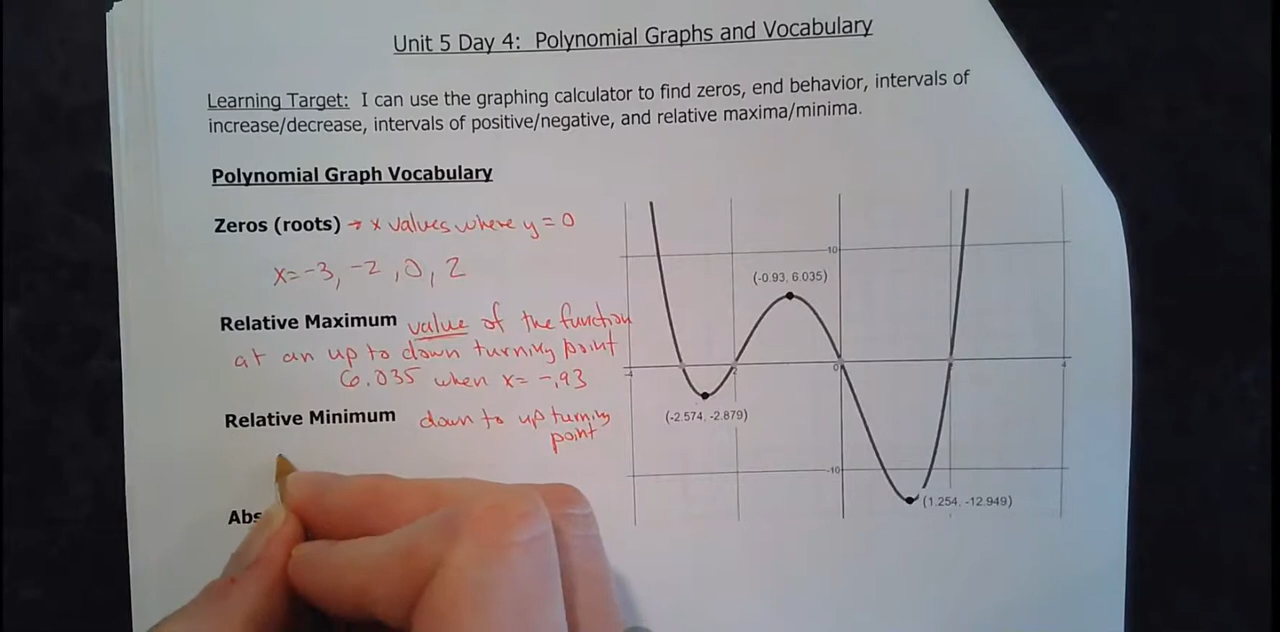 Unit 5 Day 4: Polynomial Graphs and Vocabulary
Learning Target: I can use the graphing calculator to find zeros, end behavior, intervals of
increase/decrease, intervals of positive/negative, and relative maxima/minima.
Polynomial Graph Vocabulary
Zeros (roots) → x values where y = 0
x = -3, -2, 0, 2
Relative Maximum value of the function
at an up to down turning point
6.035 when x = -.93
Relative Minimum down to up turning
point
Abs
10
(-0.93, 6.035)
-4
0
4
(-2.574, -2.879)
-10
(1.254, -12.949)